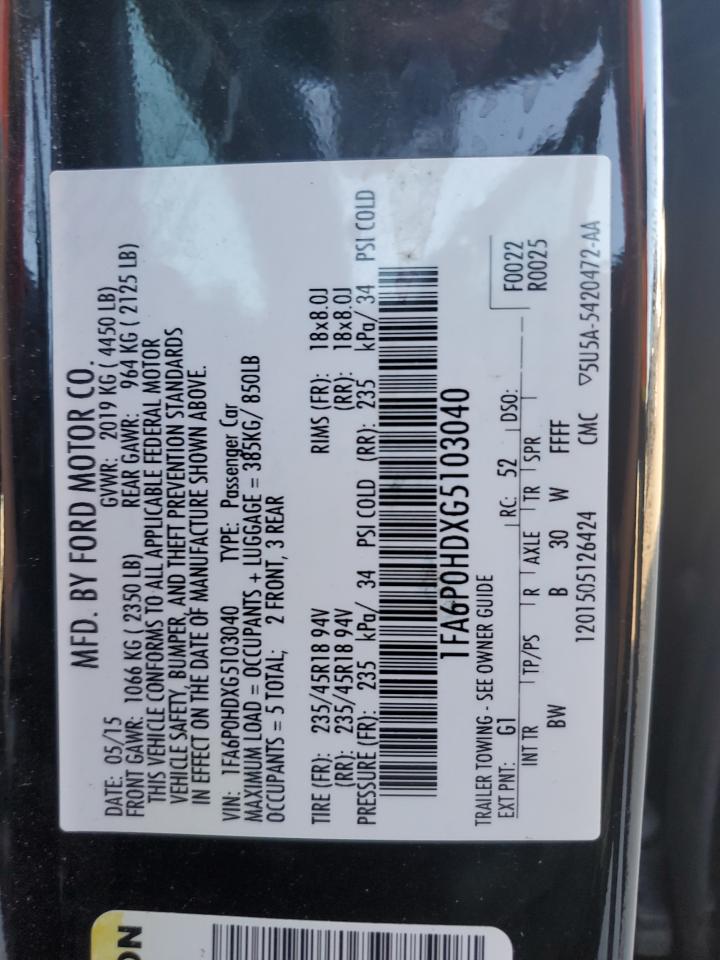 MFD. BY FORD MOTOR CO.
DATE: 05/15 GVWR: 2019 KG ( 4450 LB)
FRONT GAWR: 1066 KG ( 2350 LB) REAR GAWR: 964 KG ( 2125 LB)
THIS VEHICLE CONFORMS TO ALL APPLICABLE FEDERAL MOTOR
VEHICLE SAFETY, BUMPER, AND THEFT PREVENTION STANDARDS
IN EFFECT ON THE DATE OF MANUFACTURE SHOWN ABOVE.
VIN: 1FA6P0HDXG5103040 TYPE: Passenger Car
MAXIMUM LOAD = OCCUPANTS + LUGGAGE = 385KG/ 850LB
OCCUPANTS = 5 TOTAL; 2 FRONT, 3 REAR
TIRE (FR): 235/45R18 94V RIMS (FR): 18x8.0J
(RR): 235/45R18 94V (RR): 18x8.0J
PRESSURE (FR): 235 kPa/ 34 PSI COLD (RR): 235 kPa/ 34 PSI COLD
1FA6P0HDXG5103040
TRAILER TOWING - SEE OWNER GUIDE F0022
EXT PNT: G1 RC: 52 DSO: R0025
INT TR TP/PS R AXLE TR SPR
BW B 30 W FFFF
1201505126424 CMC ▽5U5A-5420472-AA
ON